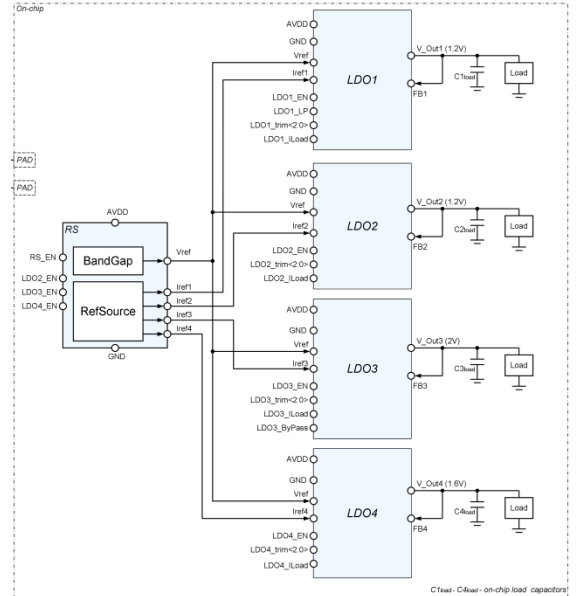 On-chip
AVDD
GND
Vref
Iref1
LDO1_EN
LDO1_LP
LDO1_trim<2:0>
LDO1_ILoad
LDO1
V_Out1 (1.2V)
FB1
C1load
Load
PAD
PAD
AVDD
GND
Vref
Iref2
LDO2_EN
LDO2_trim<2:0>
LDO2_ILoad
LDO2
V_Out2 (1.2V)
FB2
C2load
Load
AVDD
RS
RS_EN
LDO2_EN
LDO3_EN
LDO4_EN
BandGap
RefSource
Vref
Iref1
Iref2
Iref3
Iref4
GND
AVDD
GND
Vref
Iref3
LDO3_EN
LDO3_trim<2:0>
LDO3_ILoad
LDO3_ByPass
LDO3
V_Out3 (2V)
FB3
C3load
Load
AVDD
GND
Vref
Iref4
LDO4_EN
LDO4_trim<2:0>
LDO4_ILoad
LDO4
V_Out4 (1.6V)
FB4
C4load
Load
C1load - C4load - on-chip load capacitors